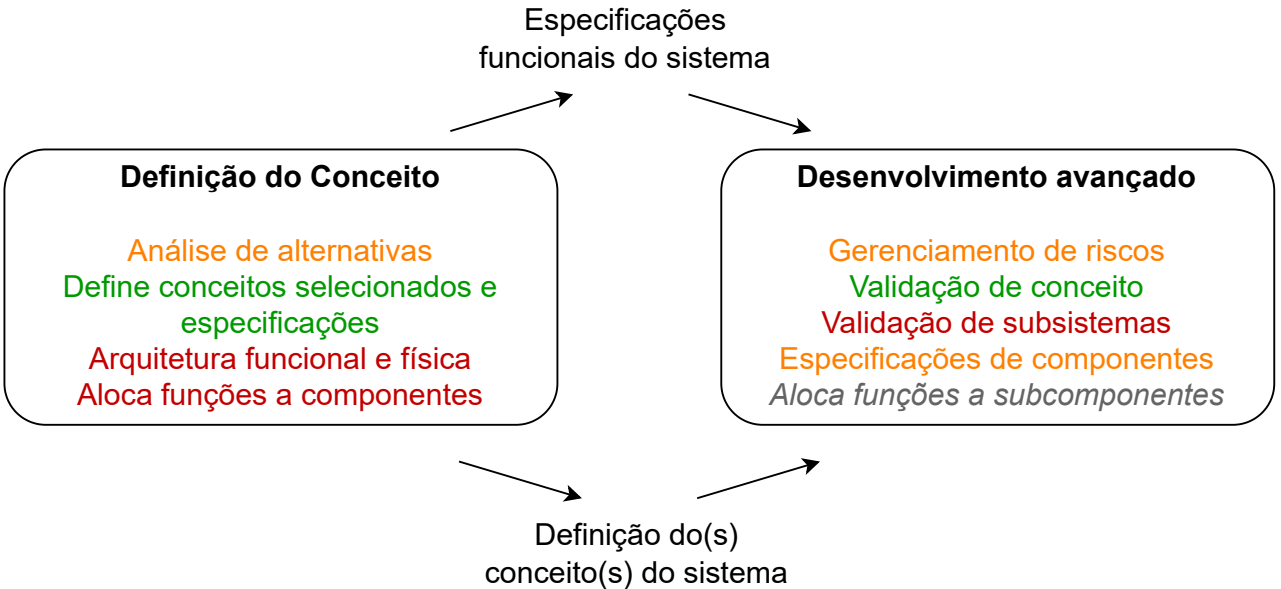 Especificações
funcionais do sistema
Definição do Conceito
Análise de alternativas
Define conceitos selecionados e
especificações
Arquitetura funcional e física
Aloca funções a componentes
Desenvolvimento avançado
Gerenciamento de riscos
Validação de conceito
Validação de subsistemas
Especificações de componentes
Aloca funções a subcomponentes
Definição do(s)
conceito(s) do sistema